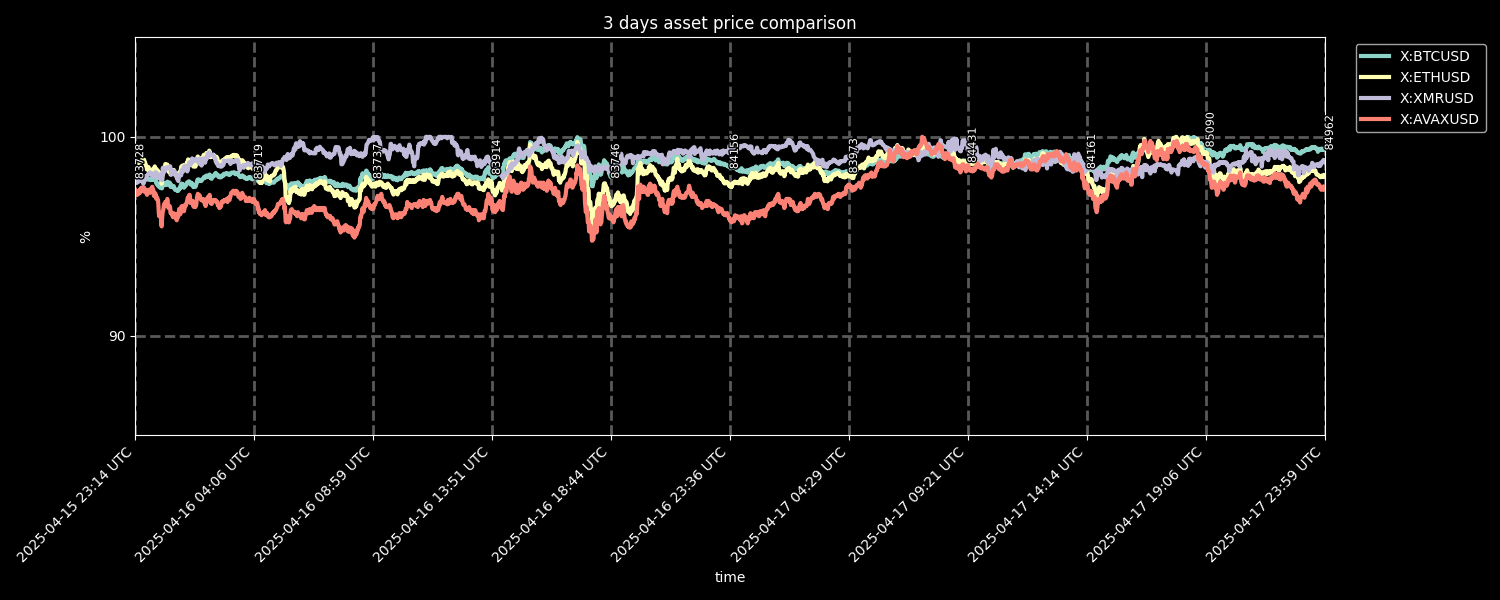 3 days asset price comparison
X:BTCUSD
X:ETHUSD
X:XMRUSD
X:AVAXUSD
100
90
%
83728
83719
83737
83914
83746
84156
83973
84431
84161
85090
84962
2025-04-15 23:14 UTC
2025-04-16 04:06 UTC
2025-04-16 08:59 UTC
2025-04-16 13:51 UTC
2025-04-16 18:44 UTC
2025-04-16 23:36 UTC
2025-04-17 04:29 UTC
2025-04-17 09:21 UTC
2025-04-17 14:14 UTC
2025-04-17 19:06 UTC
2025-04-17 23:59 UTC
time